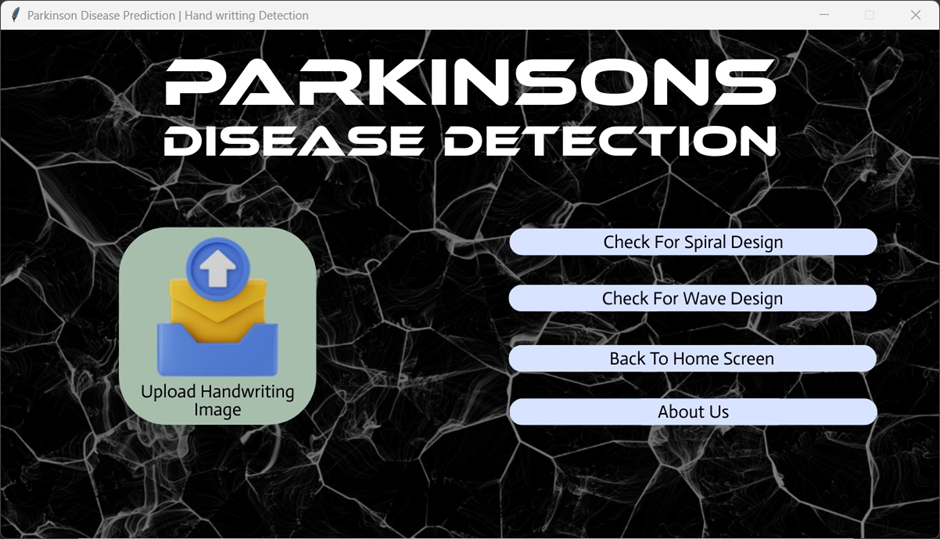 Parkinson Disease Prediction | Hand writting Detection
PARKINSONS
DISEASE DETECTION
Check For Spiral Design
Check For Wave Design
Back To Home Screen
About Us
Upload Handwriting
Image